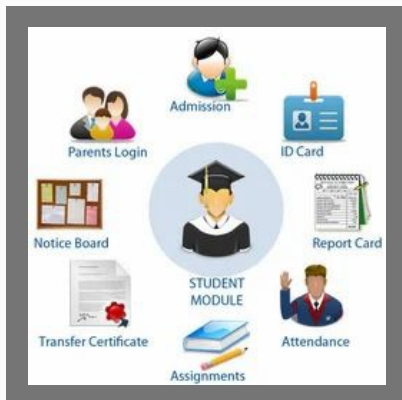 Admission
Parents Login
ID Card
Notice Board
Report Card
STUDENT
MODULE
Transfer Certificate
Attendance
Assignments